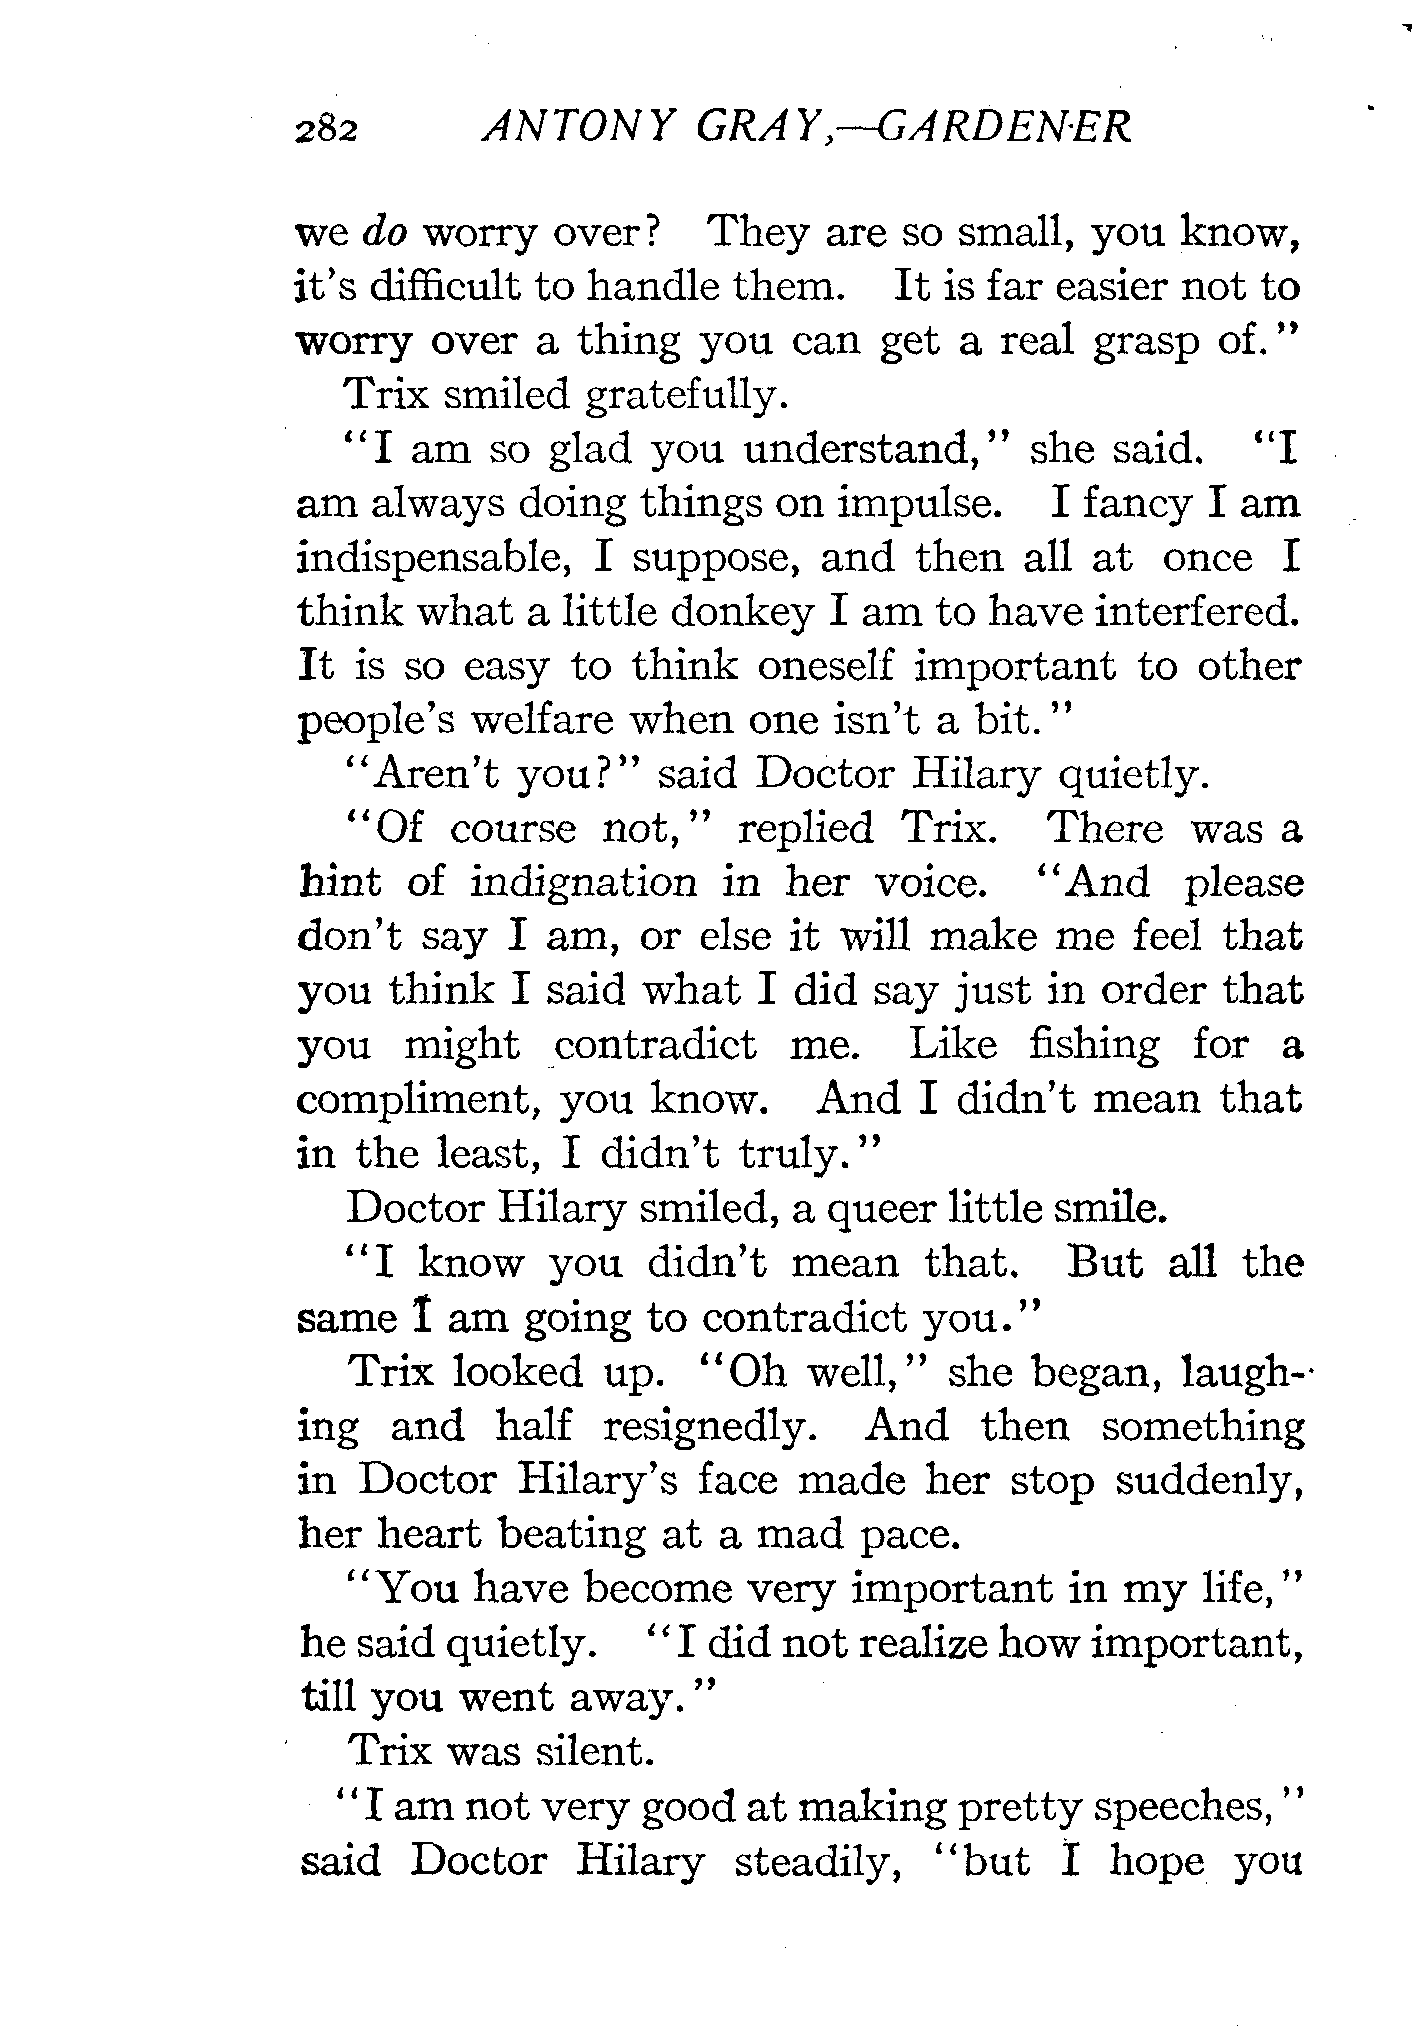 282 ANTONY GRAY,—GARDENER
we do worry over? They are so small, you know,
it's difficult to handle them. It is far easier not to
worry over a thing you can get a real grasp of."
Trix smiled gratefully.
"I am so glad you understand," she said. "I
am always doing things on impulse. I fancy I am
indispensable, I suppose, and then all at once I
think what a little donkey I am to have interfered.
It is so easy to think oneself important to other
people's welfare when one isn't a bit."
"Aren't you?" said Doctor Hilary quietly.
"Of course not," replied Trix. There was a
hint of indignation in her voice. "And please
don't say I am, or else it will make me feel that
you think I said what I did say just in order that
you might contradict me. Like fishing for a
compliment, you know. And I didn't mean that
in the least, I didn't truly."
Doctor Hilary smiled, a queer little smile.
"I know you didn't mean that. But all the
same I am going to contradict you."
Trix looked up. "Oh well," she began, laugh-
ing and half resignedly. And then something
in Doctor Hilary's face made her stop suddenly,
her heart beating at a mad pace.
"You have become very important in my life,"
he said quietly. "I did not realize how important,
till you went away."
Trix was silent.
"I am not very good at making pretty speeches,"
said Doctor Hilary steadily, "but I hope you